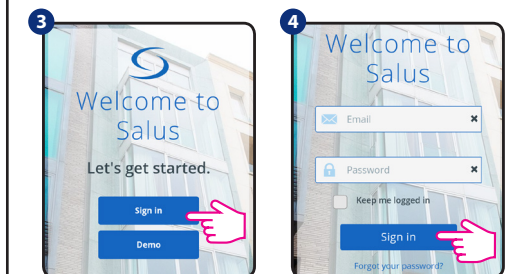 3
Welcome to
Salus
Let's get started.
Sign in
Demo
4
Welcome to
Salus
Email ×
Password ×
Keep me logged in
Sign in
Forgot your password?